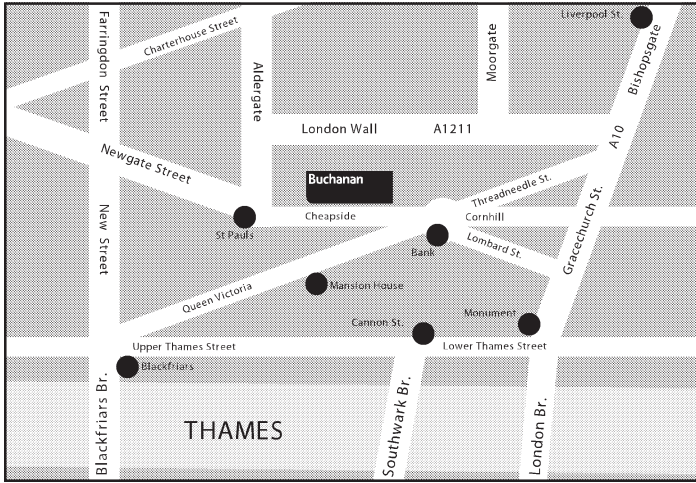 Liverpool St.
Farringdon Street
Charterhouse Street
Aldergate
Moorgate
Bishopsgate
London Wall
A1211
A10
Newgate Street
Buchanan
Threadneedle St.
New Street
St Pauls
Cheapside
Cornhill
Gracechurch St.
Bank
Lombard St.
Queen Victoria
Mansion House
Cannon St.
Monument
Upper Thames Street
Lower Thames Street
Blackfriars
Blackfriars Br.
THAMES
Southwark Br.
London Br.